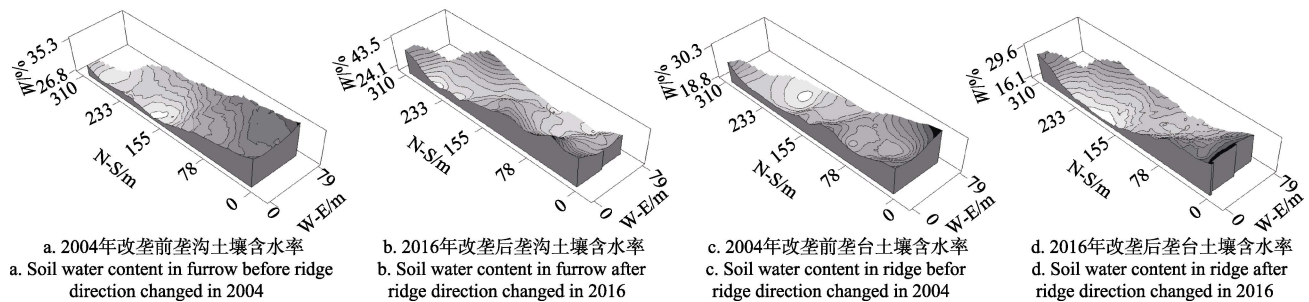 35.3
26.8
W/%
310
233
155
78
0
N-S/m
79
0
W-E/m
a. 2004年改垄前垄沟土壤含水率
a. Soil water content in furrow before ridge
direction changed in 2004
43.5
24.1
W/%
310
233
155
78
0
N-S/m
79
0
W-E/m
b. 2016年改垄后垄沟土壤含水率
b. Soil water content in furrow after
ridge direction changed in 2016
30.3
18.8
W/%
310
233
155
78
0
N-S/m
79
0
W-E/m
c. 2004年改垄前垄台土壤含水率
c. Soil water content in ridge befor
ridge direction changed in 2004
29.6
16.1
W/%
310
233
155
78
0
N-S/m
79
0
W-E/m
d. 2016年改垄后垄台土壤含水率
d. Soil water content in ridge after
ridge direction changed in 2016